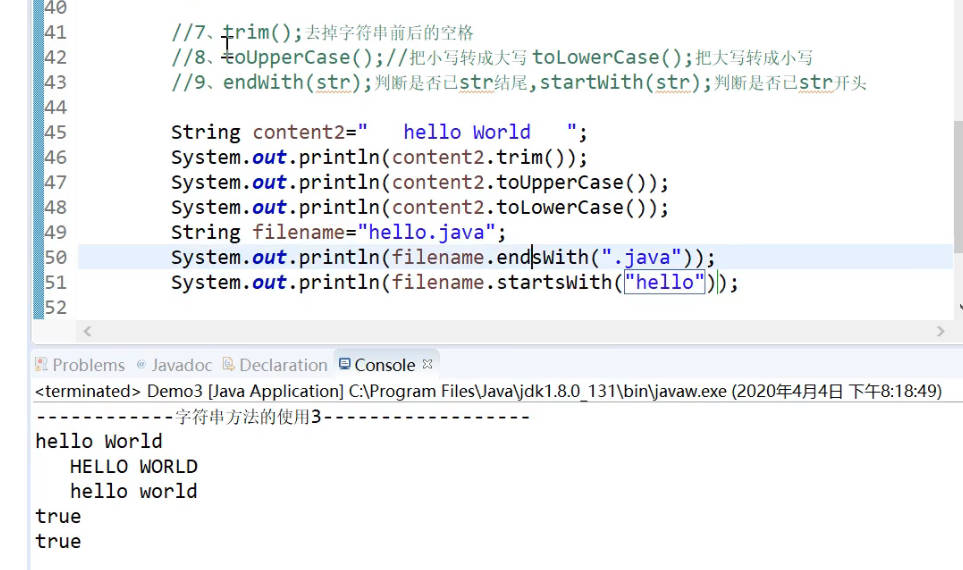 40
41 //7、trim();去掉字符串前后的空格
42 //8、toUpperCase();//把小写转成大写 toLowerCase();把大写转成小写
43 //9、endWith(str);判断是否已str结尾,startWith(str);判断是否已str开头
44
45 String content2="   hello World   ";
46 System.out.println(content2.trim());
47 System.out.println(content2.toUpperCase());
48 System.out.println(content2.toLowerCase());
49 String filename="hello.java";
50 System.out.println(filename.endsWith(".java"));
51 System.out.println(filename.startsWith("hello"));
52
Problems @ Javadoc Declaration Console
<terminated> Demo3 [Java Application] C:\Program Files\Java\jdk1.8.0_131\bin\javaw.exe (2020年4月4日 下午8:18:49)
------------字符串方法的使用3------------------
hello World
   HELLO WORLD
   hello world
true
true